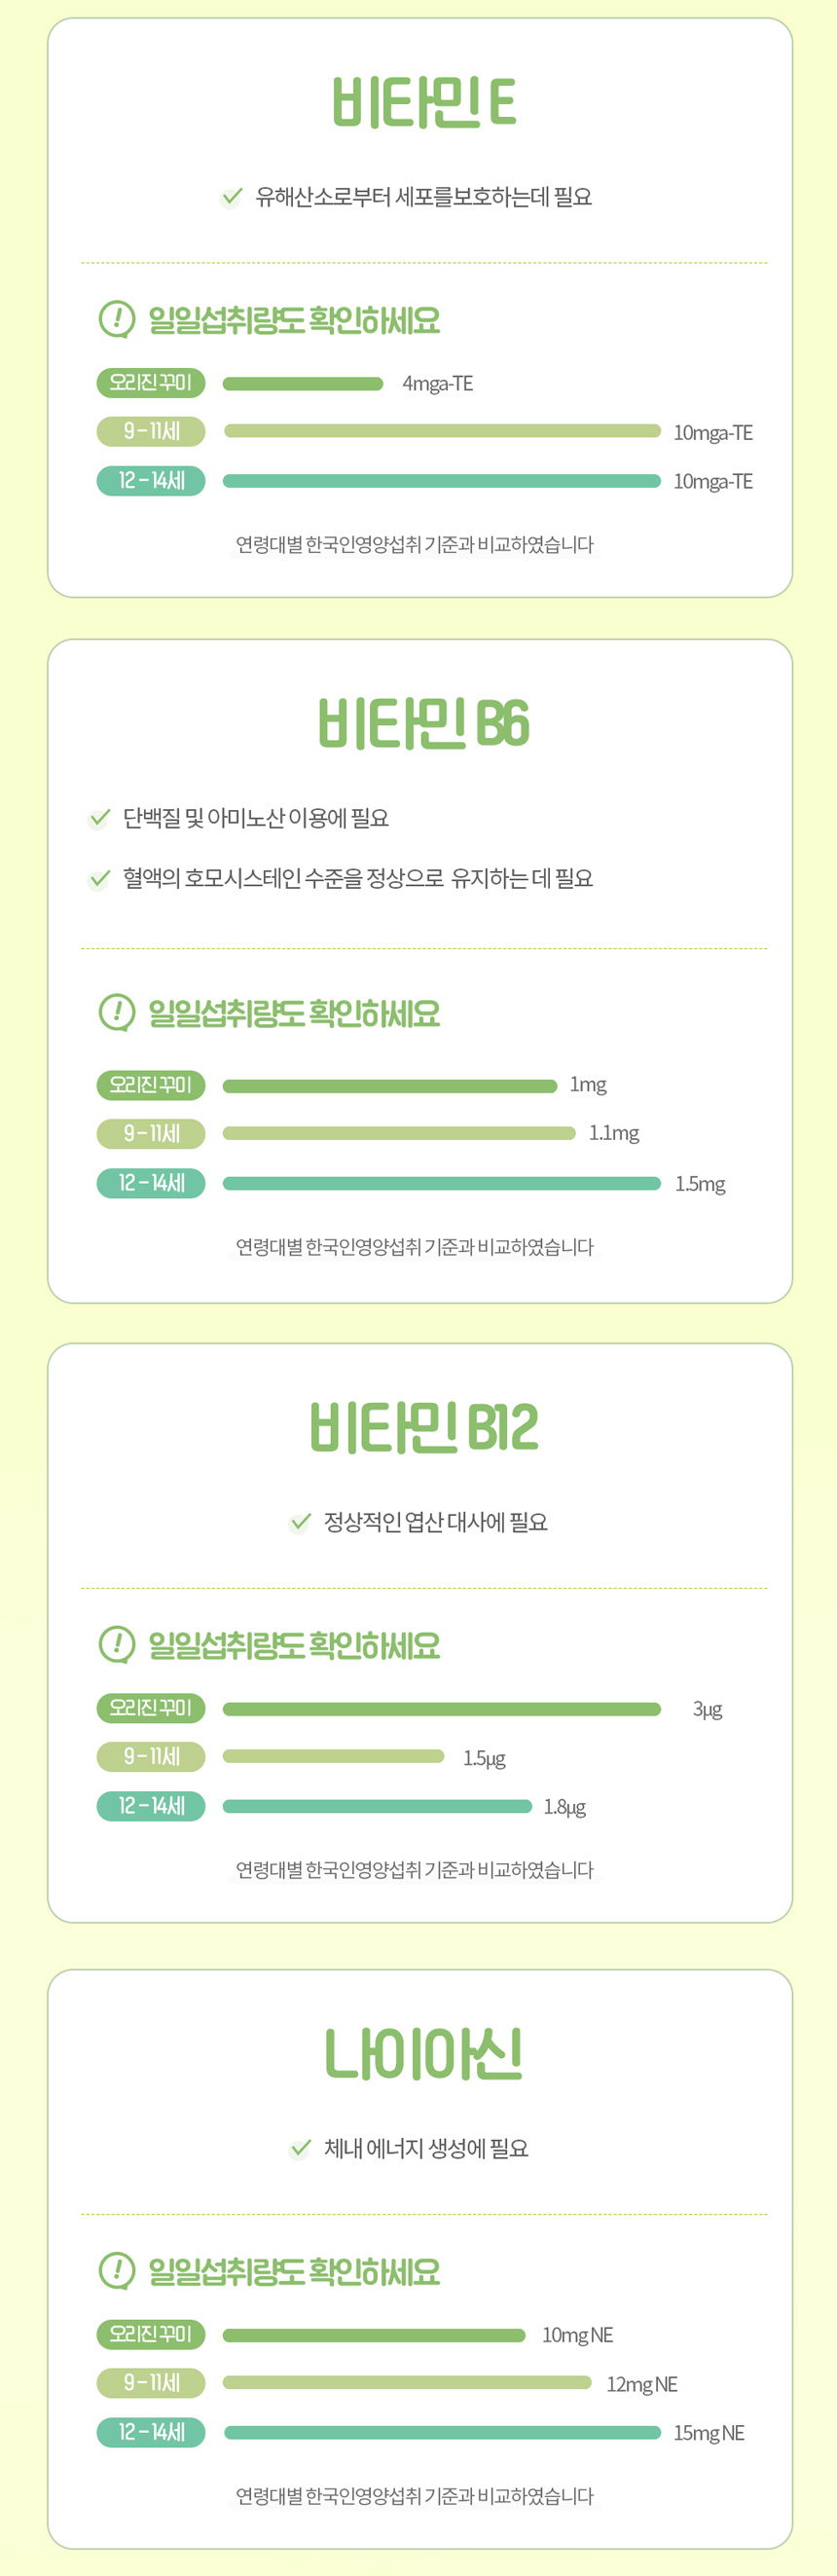 비타민 E
유해산소로부터 세포를보호하는데 필요
일일섭취량도 확인하세요
오리진 꾸미 4mga-TE
9-11세 10mga-TE
12-14세 10mga-TE
연령대별 한국인영양섭취 기준과 비교하였습니다
비타민 B6
단백질 및 아미노산 이용에 필요
혈액의 호모시스테인 수준을 정상으로 유지하는 데 필요
일일섭취량도 확인하세요
오리진 꾸미 1mg
9-11세 1.1mg
12-14세 1.5mg
연령대별 한국인영양섭취 기준과 비교하였습니다
비타민 B12
정상적인 엽산 대사에 필요
일일섭취량도 확인하세요
오리진 꾸미 3μg
9-11세 1.5μg
12-14세 1.8μg
연령대별 한국인영양섭취 기준과 비교하였습니다
나이아신
체내 에너지 생성에 필요
일일섭취량도 확인하세요
오리진 꾸미 10mg NE
9-11세 12mg NE
12-14세 15mg NE
연령대별 한국인영양섭취 기준과 비교하였습니다